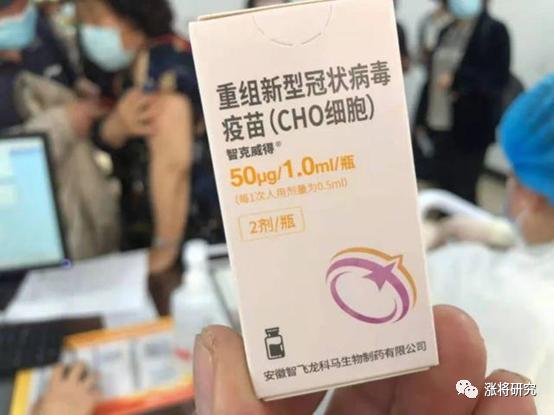 重组新型冠状病毒
疫苗(CHO细胞)
智克威得®
50μg/1.0ml/瓶
(每1次人用剂量为0.5ml)
2剂/瓶
安徽智飞龙科马生物制药有限公司
涨将研究